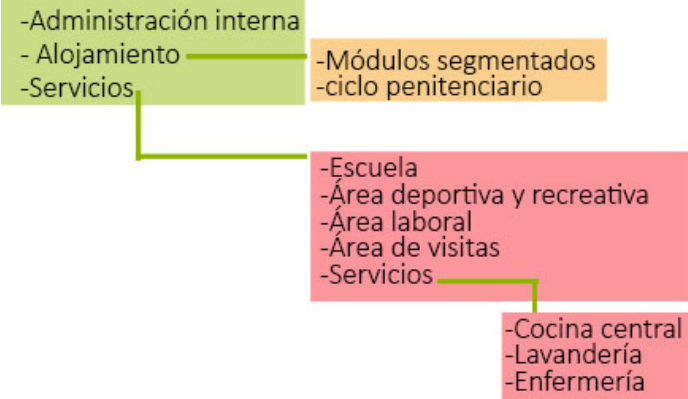 -Administración interna
- Alojamiento
-Servicios
-Módulos segmentados
-ciclo penitenciario
-Escuela
-Área deportiva y recreativa
-Área laboral
-Área de visitas
-Servicios
-Cocina central
-Lavandería
-Enfermería